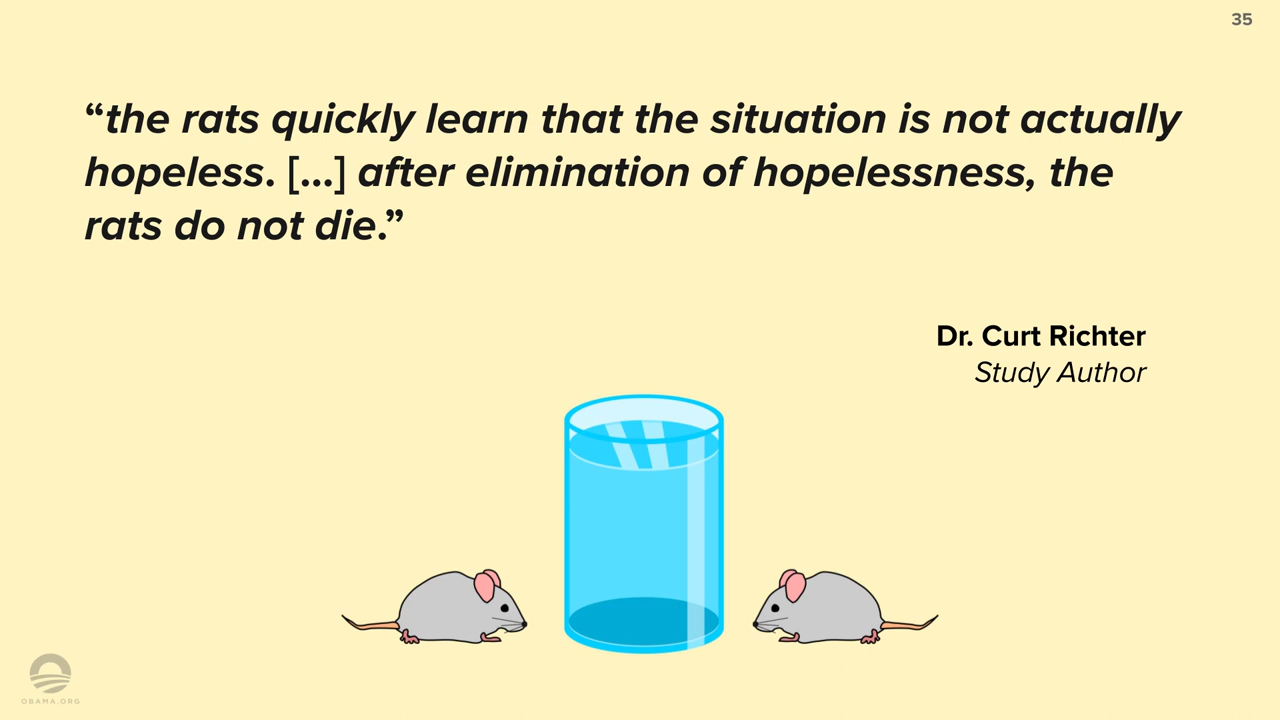 35
“the rats quickly learn that the situation is not actually
hopeless. [...] after elimination of hopelessness, the
rats do not die.”
Dr. Curt Richter
Study Author
OBAMA.ORG